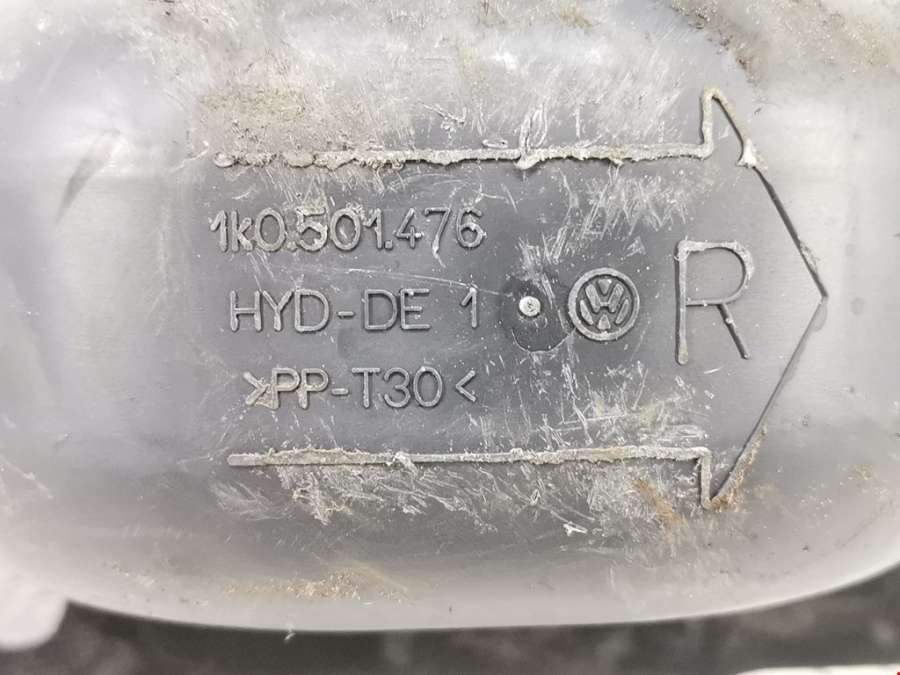 1k0.501.476
HYD-DE 1
>PP-T30<
R